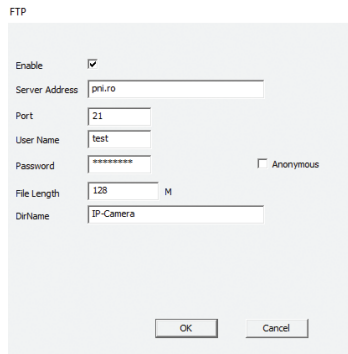 FTP
Enable
Server Address pni.ro
Port 21
User Name test
Password ********
Anonymous
File Length 128 M
DirName IP-Camera
OK Cancel